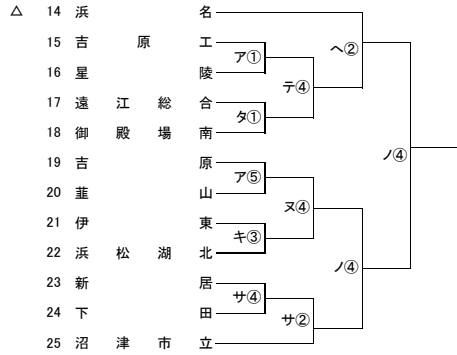 △ 14 浜名
15 吉原工
ア①
16 星陵
ヘ②
テ④
17 遠江総合
タ①
18 御殿場南
ノ④
19 吉原
ア⑤
20 韮山
ヌ④
21 伊東
キ③
22 浜松湖北
ノ④
23 新居
サ④
24 下田
サ②
25 沼津市立